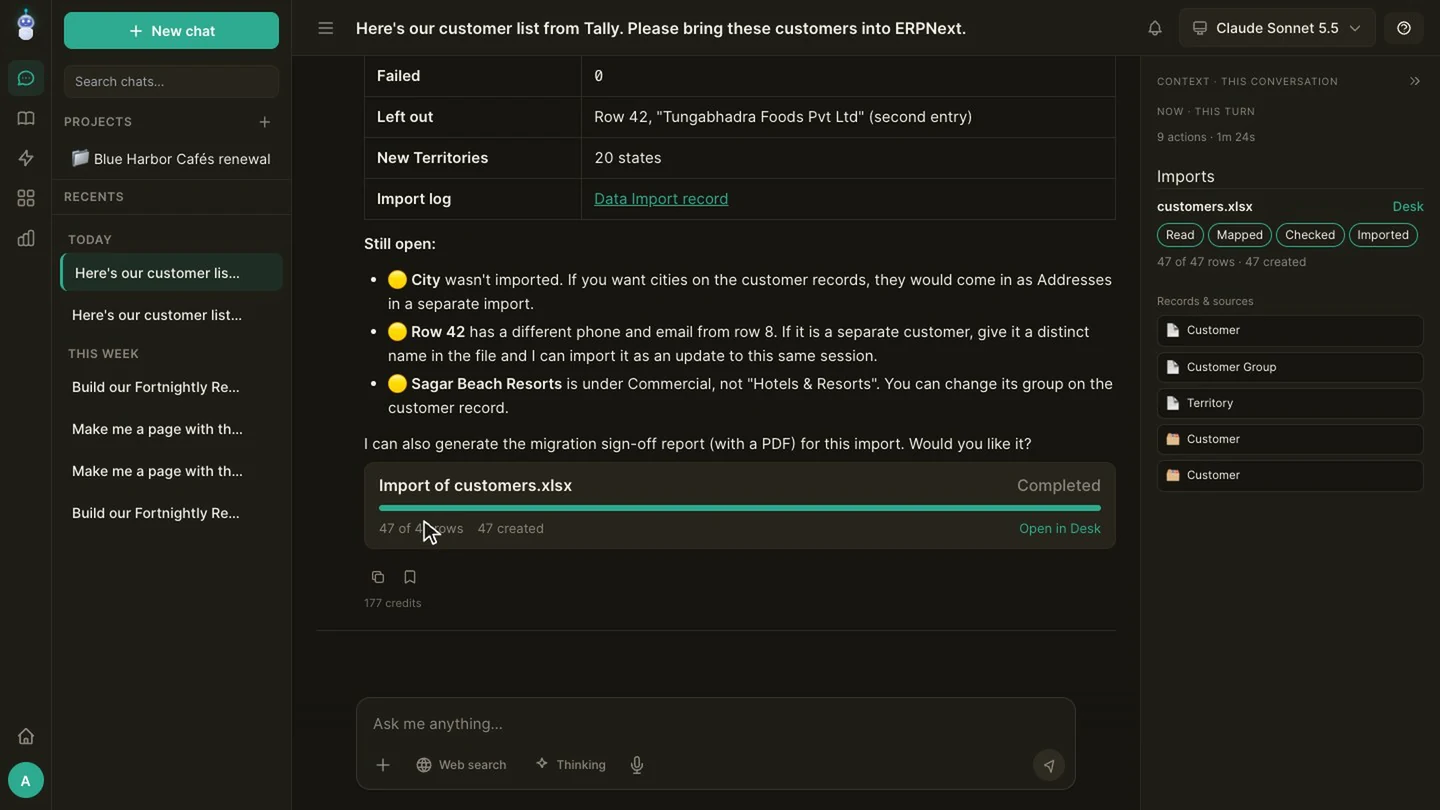 New chat
Search chats...
PROJECTS
Blue Harbor Cafés renewal
RECENTS
TODAY
Here's our customer lis...
Here's our customer list...
THIS WEEK
Build our Fortnightly Re...
Make me a page with th...
Make me a page with th...
Build our Fortnightly Re...
A
Here's our customer list from Tally. Please bring these customers into ERPNext.
Claude Sonnet 5.5
Failed 0
Left out Row 42, "Tungabhadra Foods Pvt Ltd" (second entry)
New Territories 20 states
Import log Data Import record
Still open:
• 🟡 City wasn't imported. If you want cities on the customer records, they would come in as Addresses
in a separate import.
• 🟡 Row 42 has a different phone and email from row 8. If it is a separate customer, give it a distinct
name in the file and I can import it as an update to this same session.
• 🟡 Sagar Beach Resorts is under Commercial, not "Hotels & Resorts". You can change its group on the
customer record.
I can also generate the migration sign-off report (with a PDF) for this import. Would you like it?
Import of customers.xlsx Completed
47 of rows 47 created Open in Desk
177 credits
Ask me anything...
Web search Thinking
CONTEXT · THIS CONVERSATION
NOW · THIS TURN
9 actions · 1m 24s
Imports
customers.xlsx Desk
Read Mapped Checked Imported
47 of 47 rows · 47 created
Records & sources
Customer
Customer Group
Territory
Customer
Customer